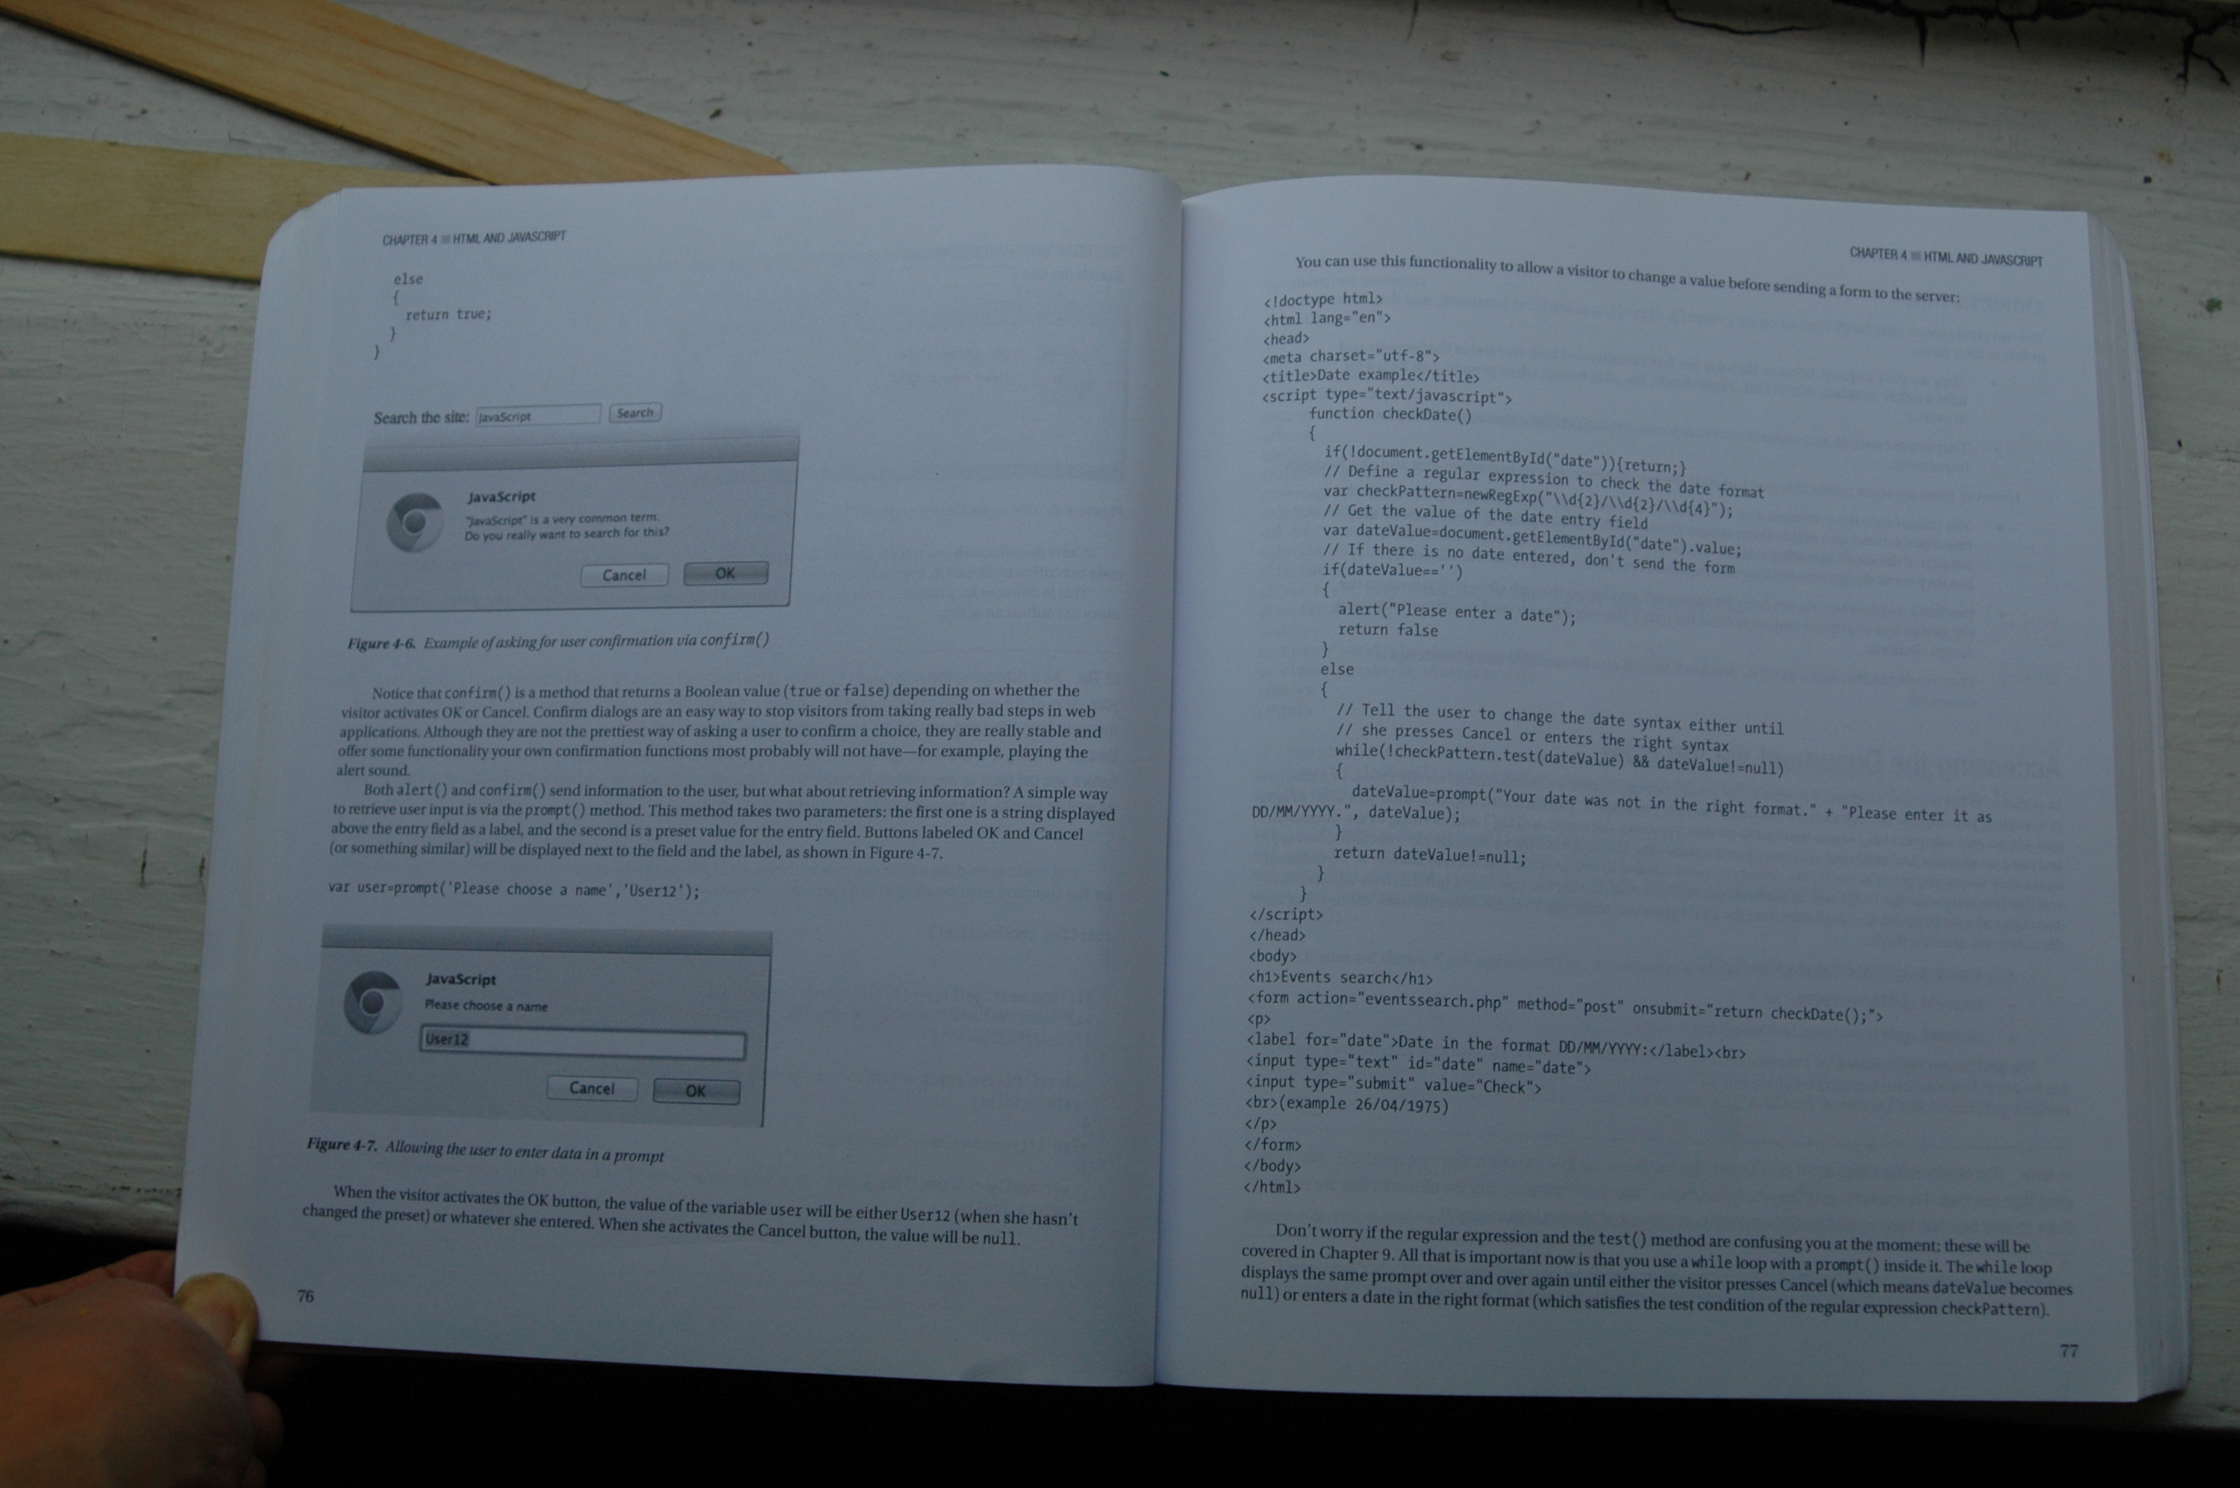 CHAPTER 4 ■ HTML AND JAVASCRIPT
else
{
return true;
}
}
Search the site: JavaScript Search
JavaScript
"JavaScript" is a very common term.
Do you really want to search for this?
Cancel OK
Figure 4-6. Example of asking for user confirmation via confirm()
Notice that confirm() is a method that returns a Boolean value (true or false) depending on whether the
visitor activates OK or Cancel. Confirm dialogs are an easy way to stop visitors from taking really bad steps in web
applications. Although they are not the prettiest way of asking a user to confirm a choice, they are really stable and
offer some functionality your own confirmation functions most probably will not have—for example, playing the
alert sound.
Both alert() and confirm() send information to the user, but what about retrieving information? A simple way
to retrieve user input is via the prompt() method. This method takes two parameters: the first one is a string displayed
above the entry field as a label, and the second is a preset value for the entry field. Buttons labeled OK and Cancel
(or something similar) will be displayed next to the field and the label, as shown in Figure 4-7.
var user=prompt('Please choose a name','User12');
JavaScript
Please choose a name
User12
Cancel OK
Figure 4-7. Allowing the user to enter data in a prompt
When the visitor activates the OK button, the value of the variable user will be either User12 (when she hasn't
changed the preset) or whatever she entered. When she activates the Cancel button, the value will be null.
76
CHAPTER 4 ■ HTML AND JAVASCRIPT
You can use this functionality to allow a visitor to change a value before sending a form to the server:
<!doctype html>
<html lang="en">
<head>
<meta charset="utf-8">
<title>Date example</title>
<script type="text/javascript">
function checkDate()
{
if(!document.getElementById("date")){return;}
// Define a regular expression to check the date format
var checkPattern=newRegExp("\\d{2}/\\d{2}/\\d{4}");
// Get the value of the date entry field
var dateValue=document.getElementById("date").value;
// If there is no date entered, don't send the form
if(dateValue=='')
{
alert("Please enter a date");
return false
}
else
{
// Tell the user to change the date syntax either until
// she presses Cancel or enters the right syntax
while(!checkPattern.test(dateValue) && dateValue!=null)
{
dateValue=prompt("Your date was not in the right format." + "Please enter it as
DD/MM/YYYY.", dateValue);
}
return dateValue!=null;
}
}
</script>
</head>
<body>
<h1>Events search</h1>
<form action="eventssearch.php" method="post" onsubmit="return checkDate();">
<p>
<label for="date">Date in the format DD/MM/YYYY:</label><br>
<input type="text" id="date" name="date">
<input type="submit" value="Check">
<br>(example 26/04/1975)
</p>
</form>
</body>
</html>
Don't worry if the regular expression and the test() method are confusing you at the moment; these will be
covered in Chapter 9. All that is important now is that you use a while loop with a prompt() inside it. The while loop
displays the same prompt over and over again until either the visitor presses Cancel (which means dateValue becomes
null) or enters a date in the right format (which satisfies the test condition of the regular expression checkPattern).
77